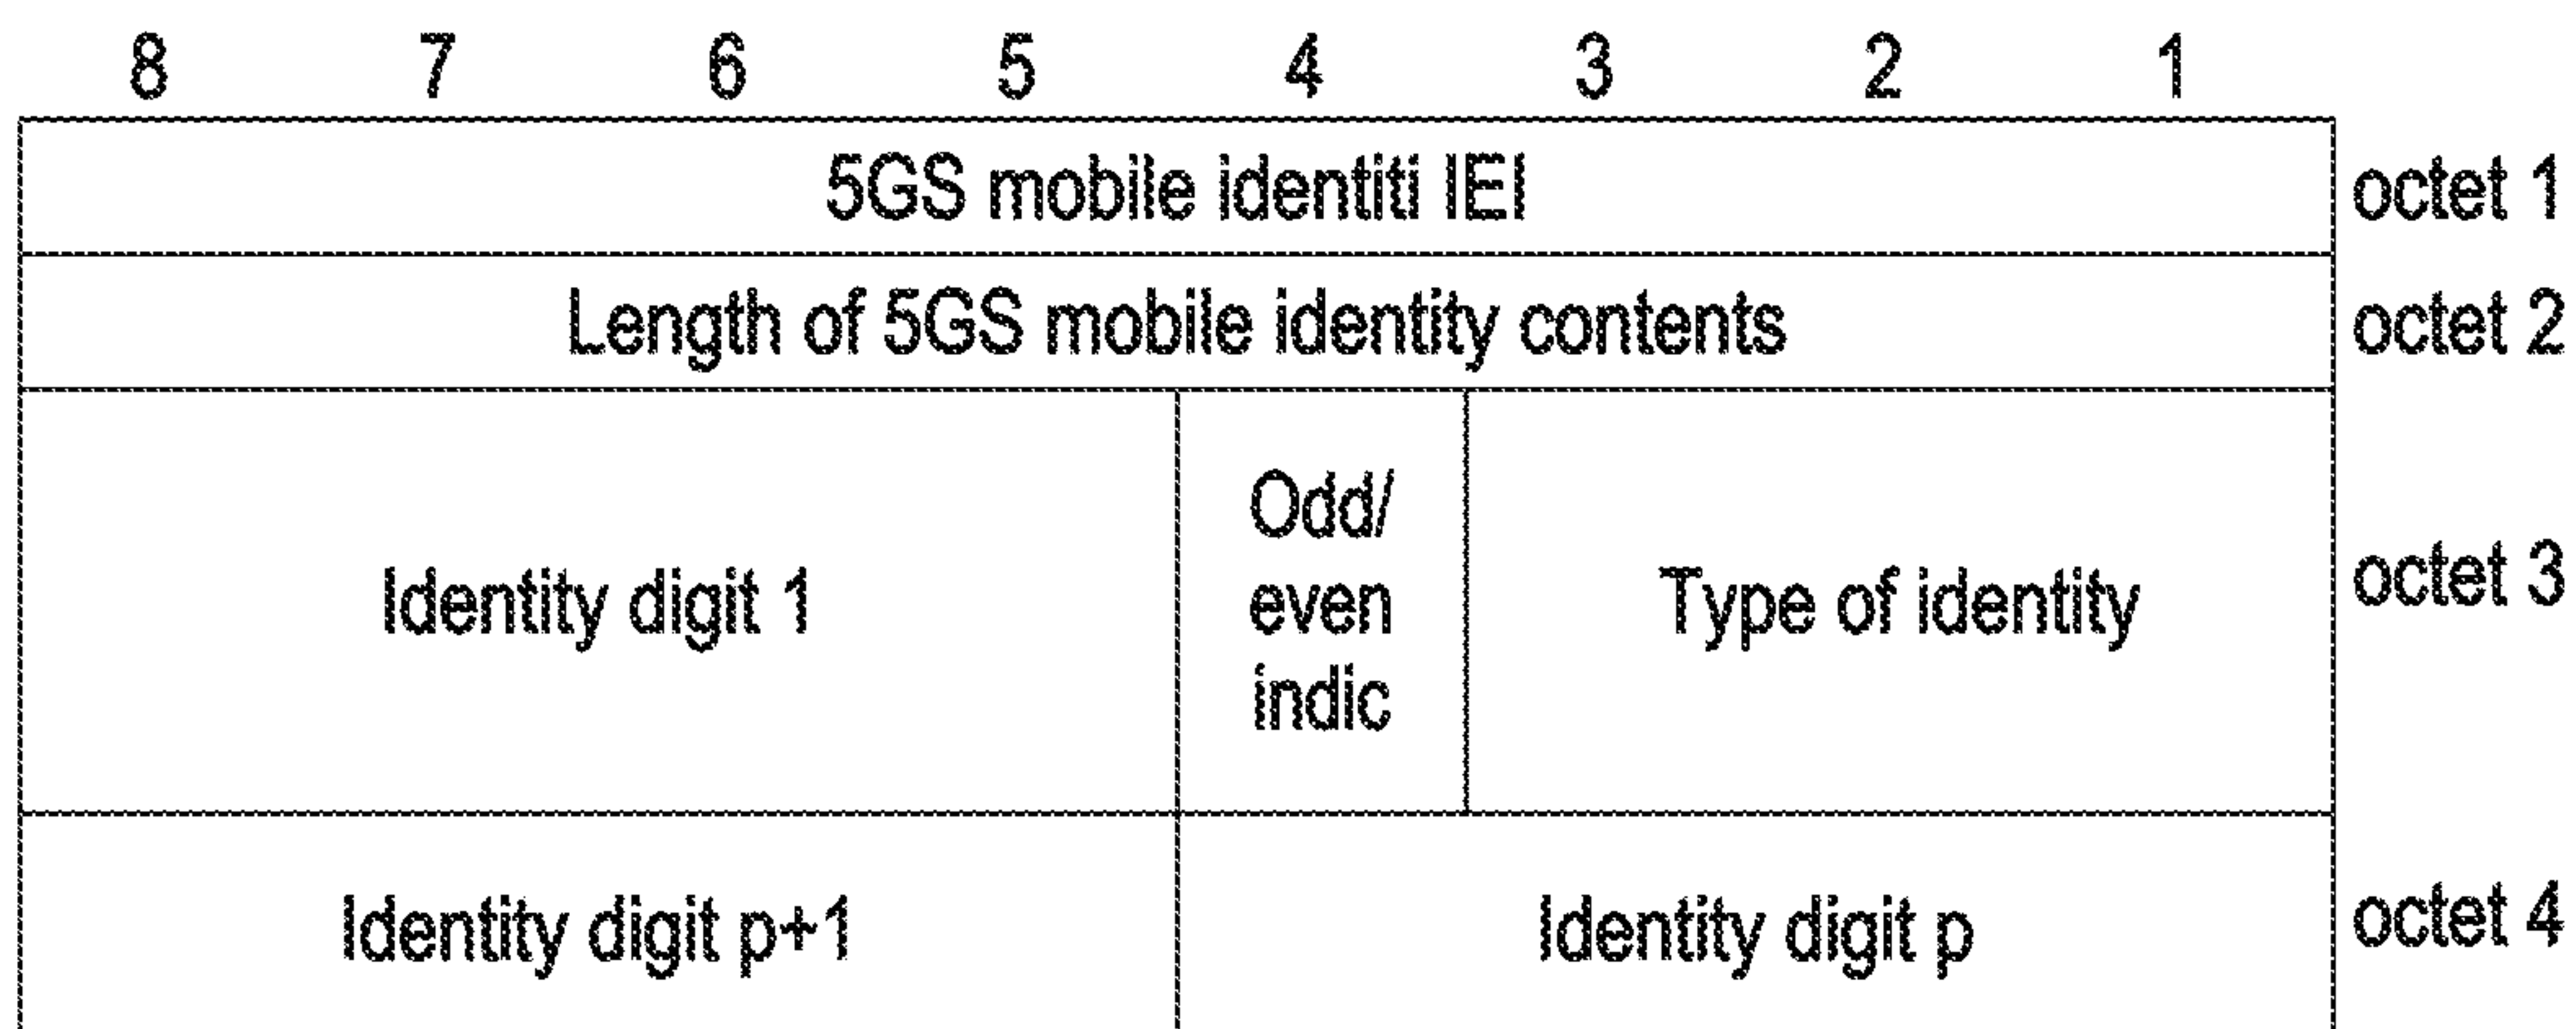 8 7 6 5 4 3 2 1
5GS mobile identiti IEI octet 1
Length of 5GS mobile identity contents octet 2
Identity digit 1
Odd/
even
indic
Type of identity
octet 3
Identity digit p+1 Identity digit p octet 4